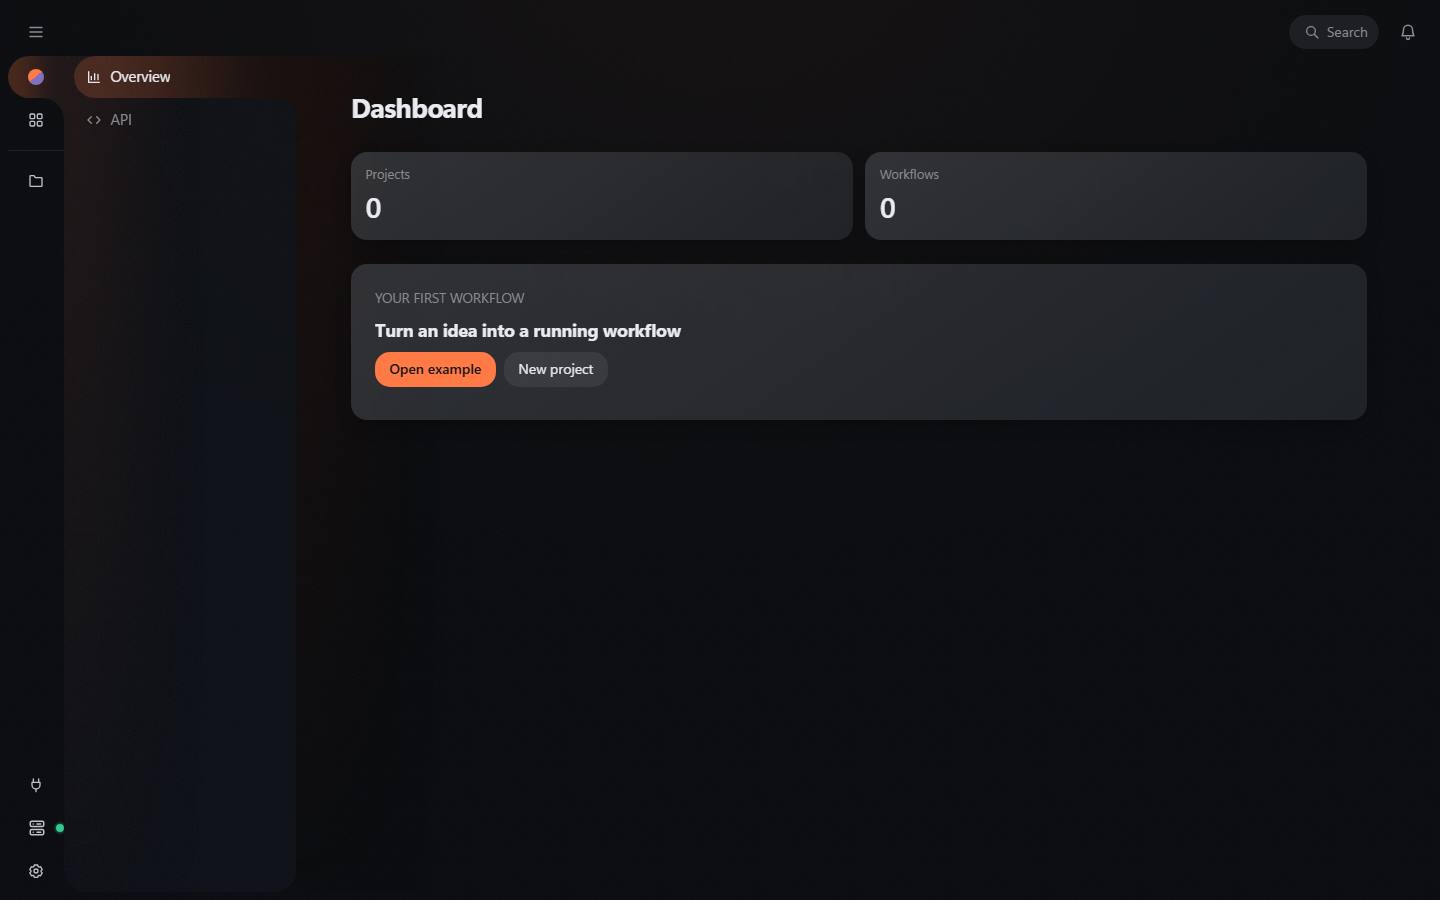 Search
Overview
API
Dashboard
Projects
0
Workflows
0
YOUR FIRST WORKFLOW
Turn an idea into a running workflow
Open example
New project